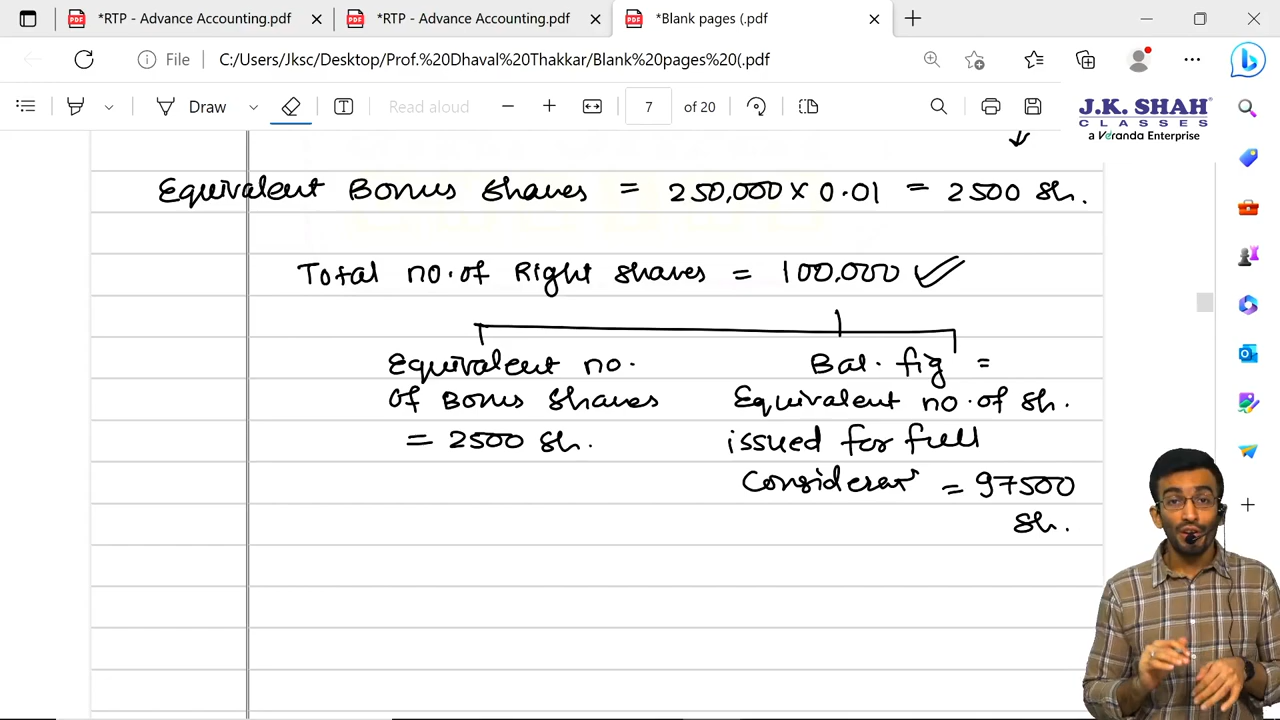 *RTP - Advance Accounting.pdf
*RTP - Advance Accounting.pdf
*Blank pages (.pdf
File C:/Users/Jksc/Desktop/Prof.%20Dhaval%20Thakkar/Blank%20pages%20(.pdf
Draw
Read aloud
7 of 20
J.K. SHAH®
CLASSES
a Veranda Enterprise
Equivalent Bonus Shares = 250,000 x 0.01 = 2500 Sh.
Total no. of Right shares = 100,000
Equivalent no.
of Bonus shares
= 2500 sh.
Bal. fig =
Equivalent no. of sh.
issued for full
Considerat^n = 97500
sh.